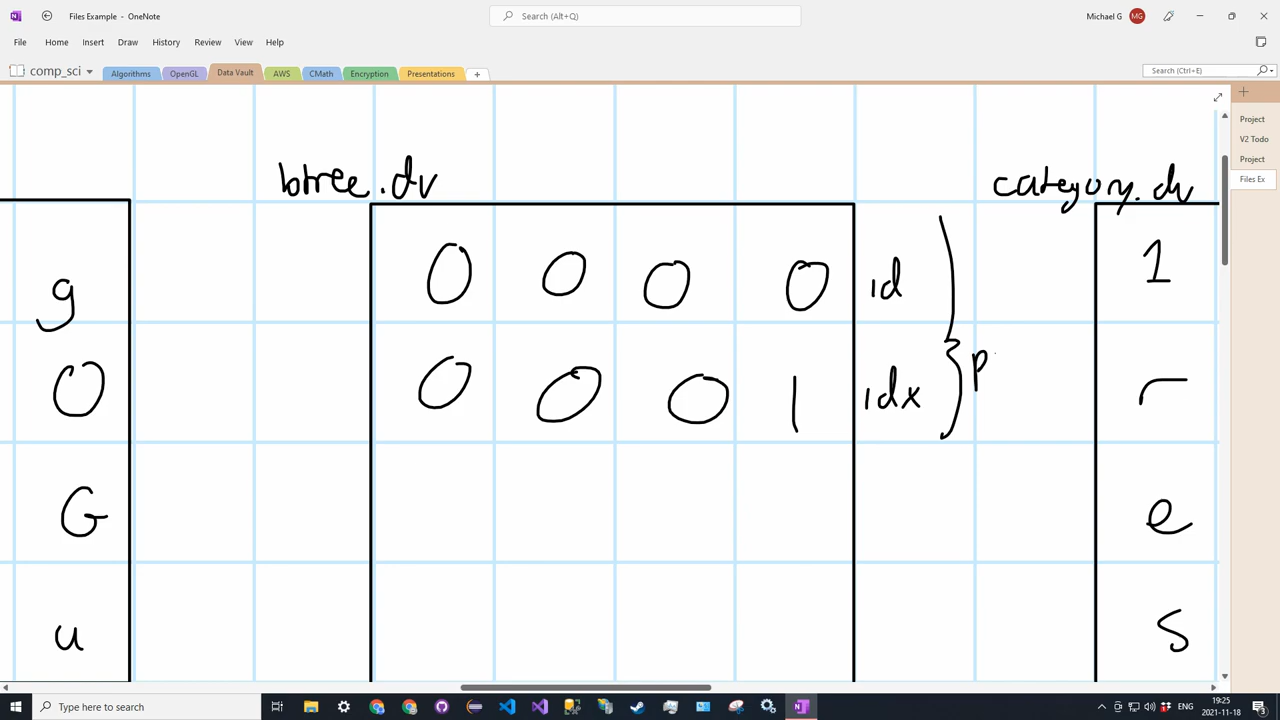 Files Example - OneNote
Search (Alt+Q)
Michael G
MG
File Home Insert Draw History Review View Help
comp_sci
Algorithms OpenGL Data Vault AWS CMath Encryption Presentations +
Search (Ctrl+E)
Project
V2 Todo
Project
Files Ex
btree.dv
category.dv
g
0 0 0 0 id
1
O
0 0 0 1 idx
p
r
G
e
u
s
Type here to search
ENG
19:25
2021-11-18